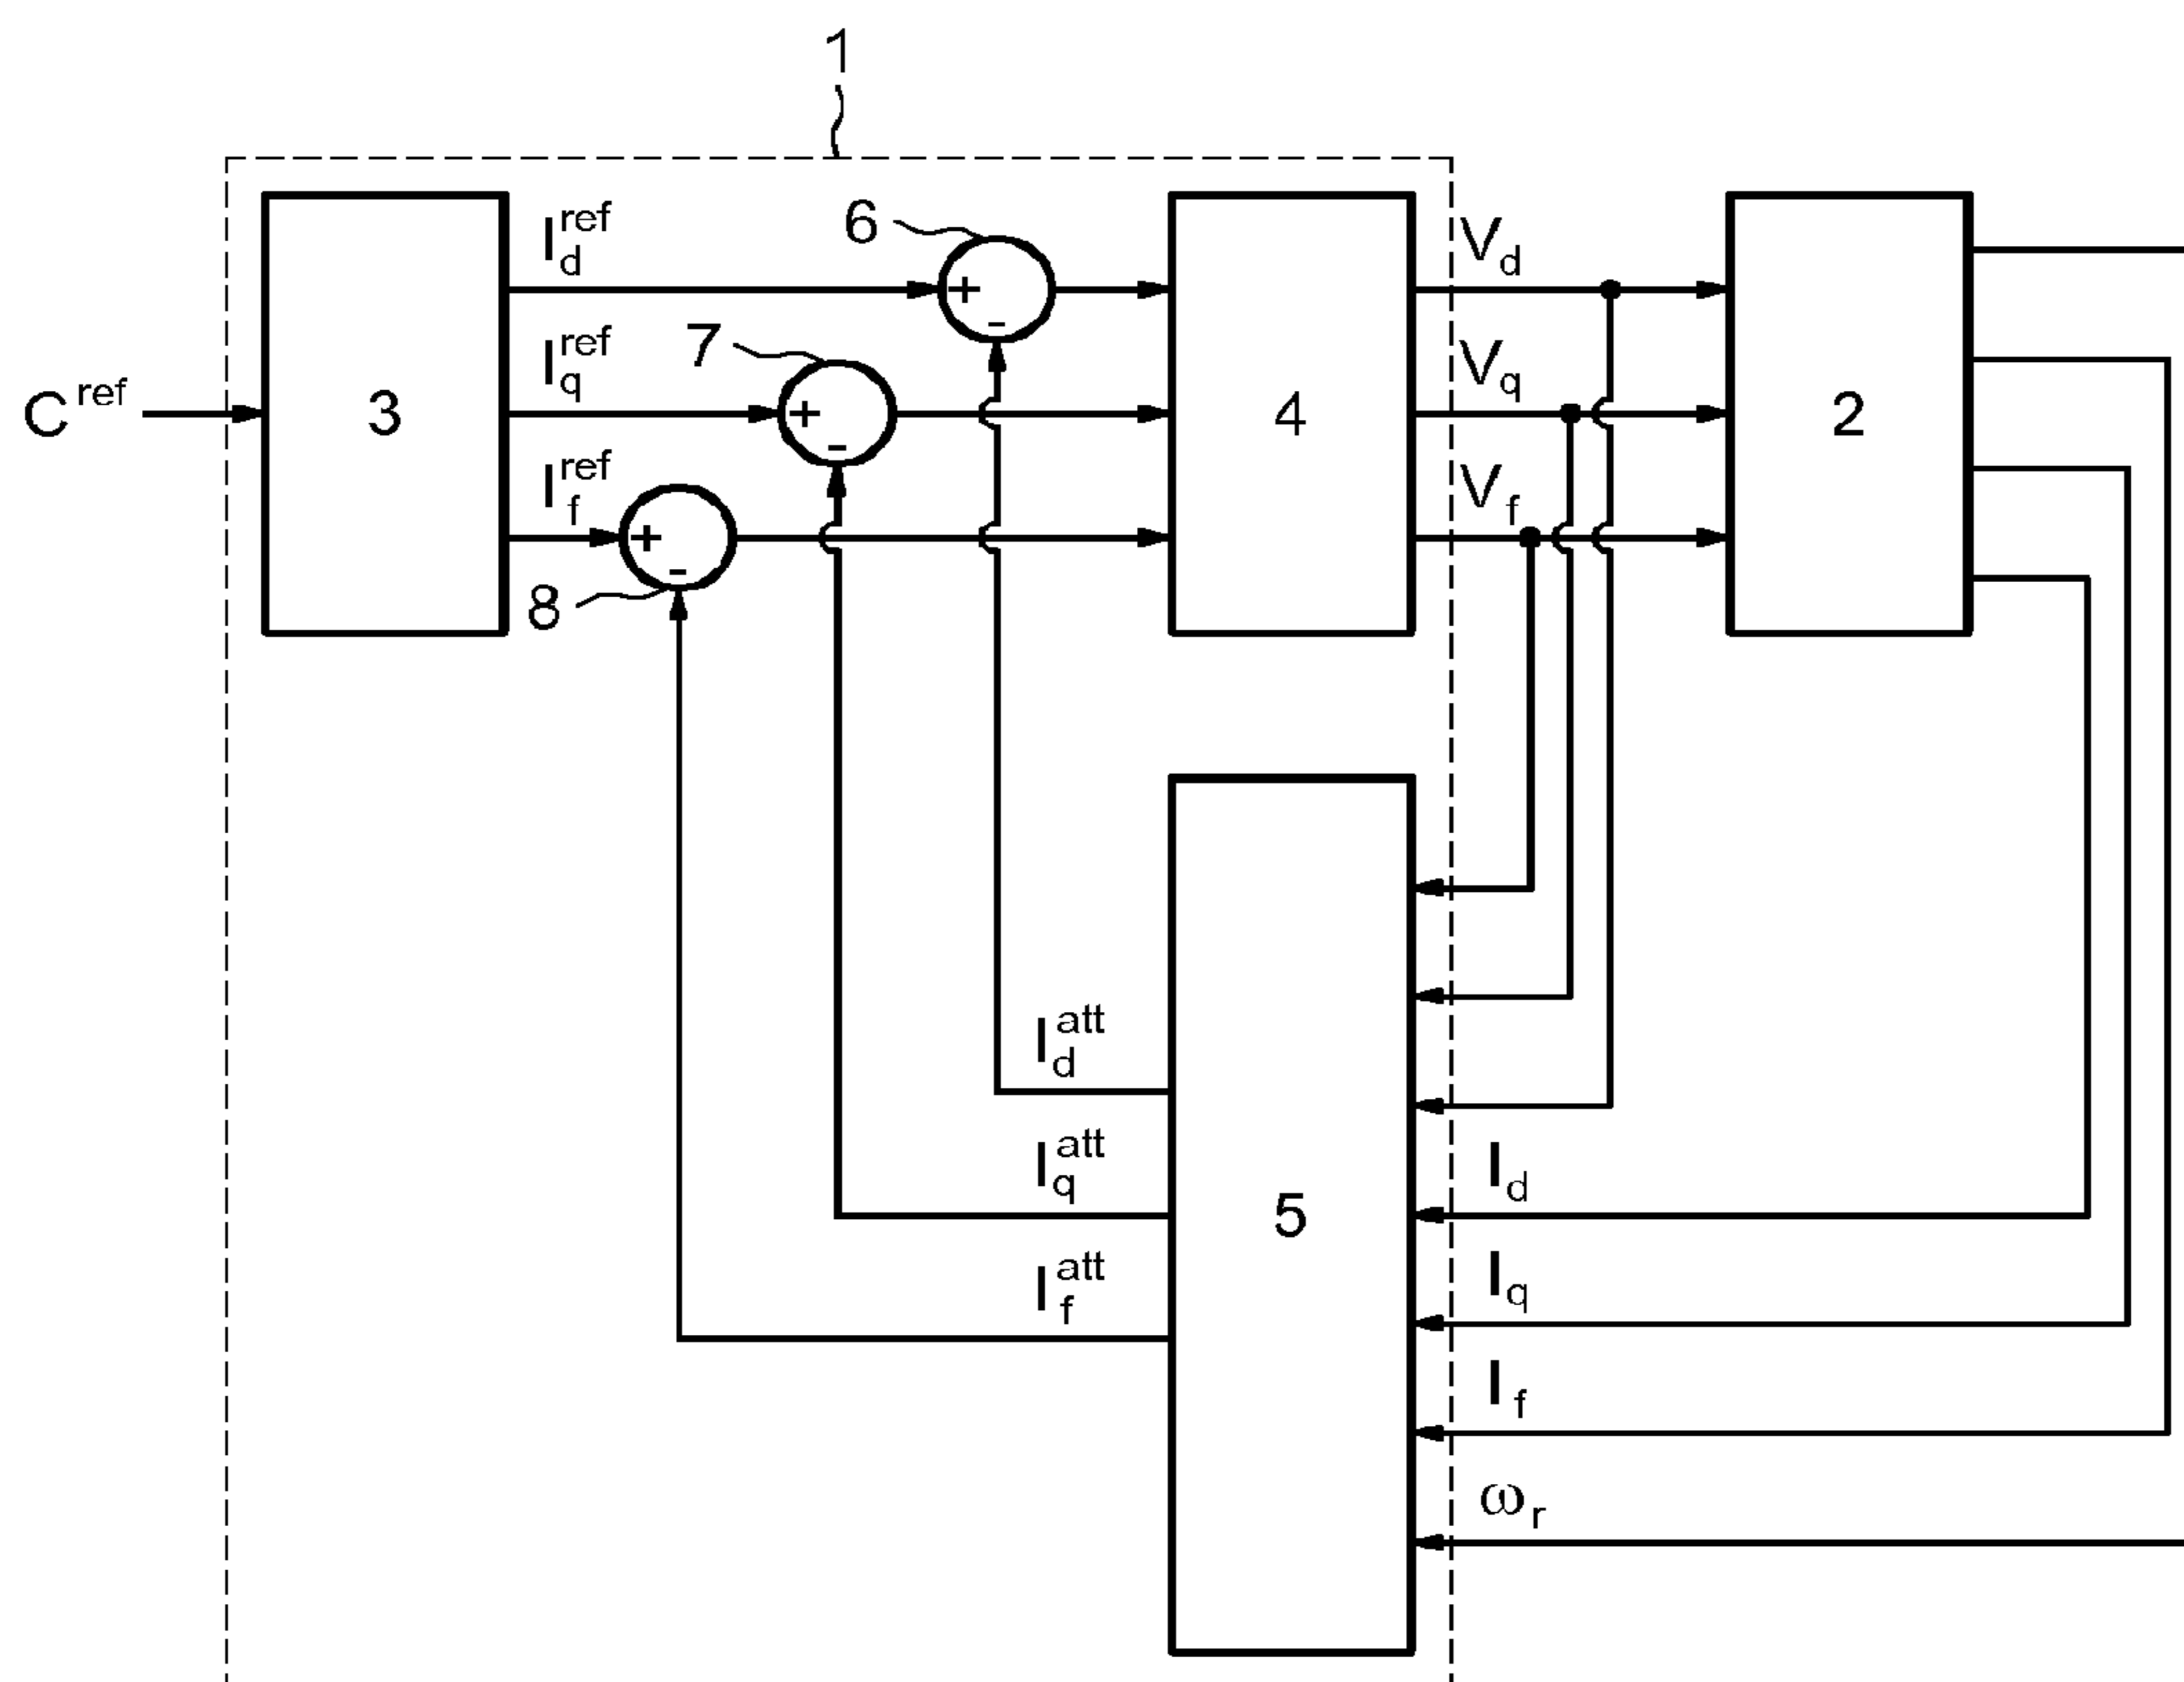 1
6
I_d^ref
V_d
7
I_q^ref
V_q
C^ref
3
4
2
I_f^ref
V_f
8
+
-
+
-
+
-
I_d^att
I_q^att
I_d
5
I_f^att
I_q
I_f
ω_r